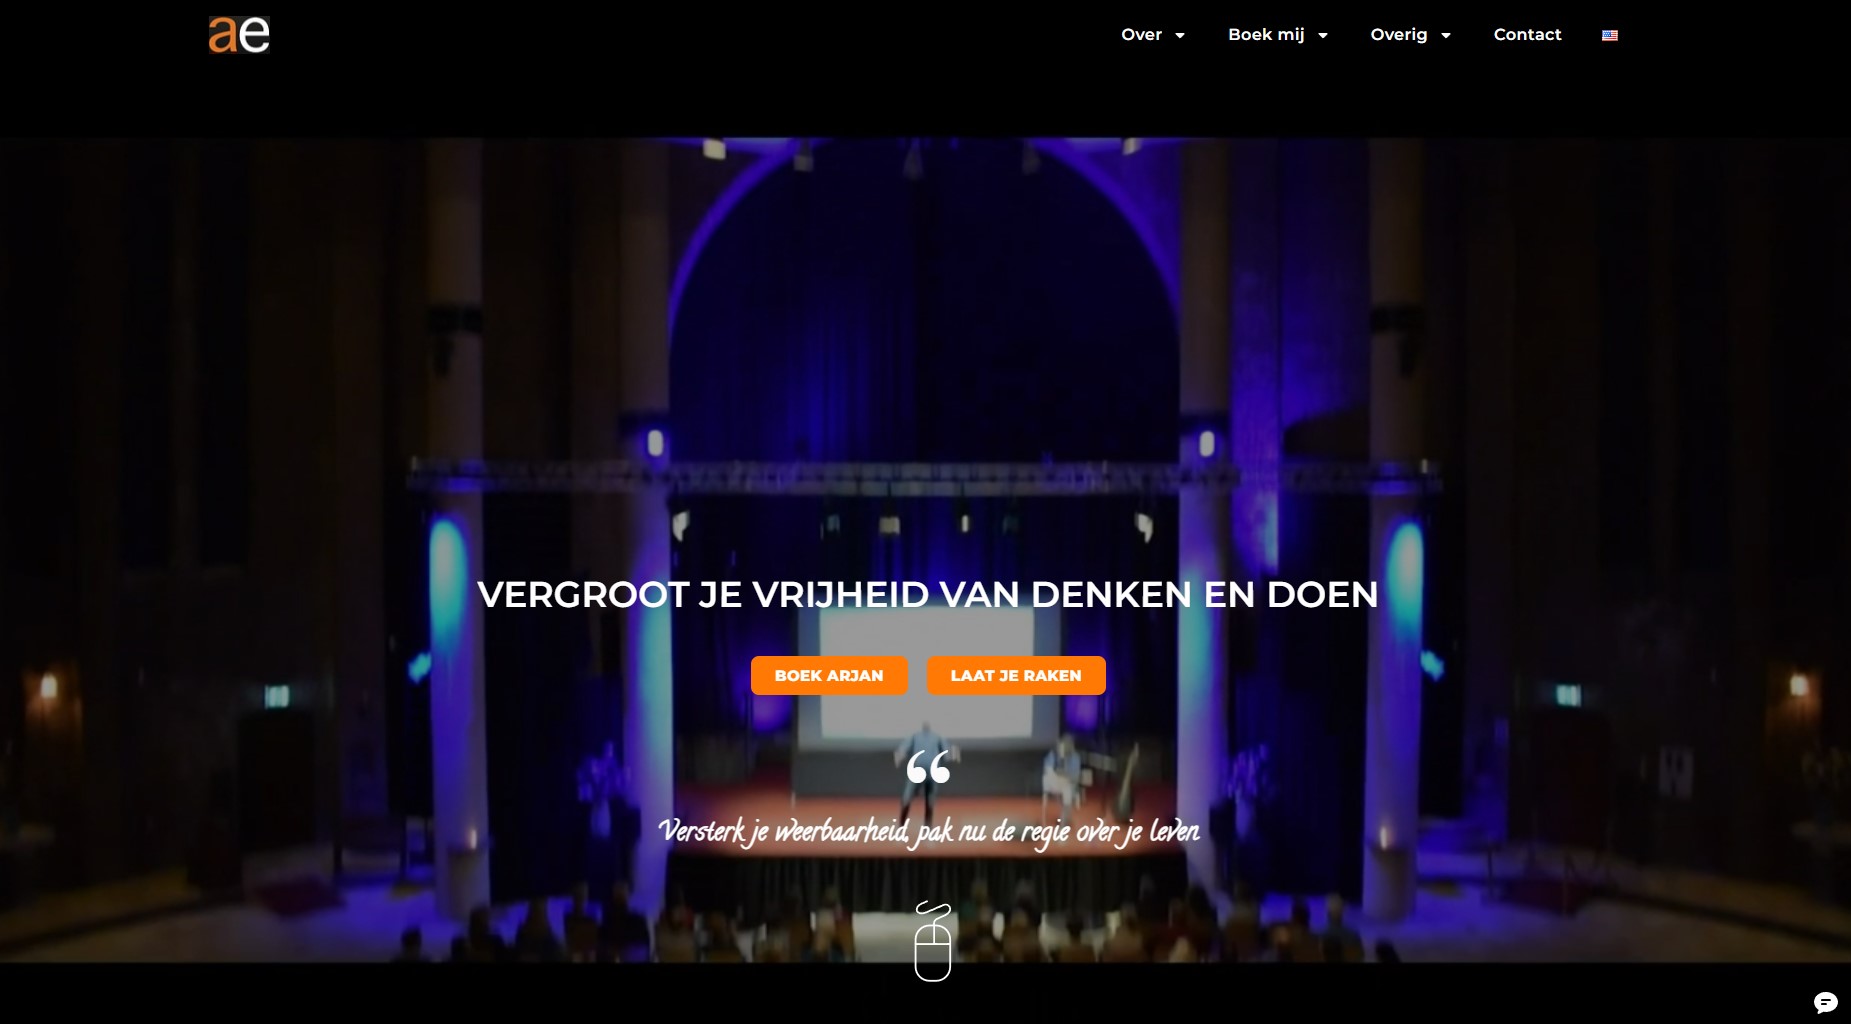 ae
Over
Boek mij
Overig
Contact
VERGROOT JE VRIJHEID VAN DENKEN EN DOEN
BOEK ARJAN
LAAT JE RAKEN
“
Versterk je weerbaarheid, pak nu de regie over je leven